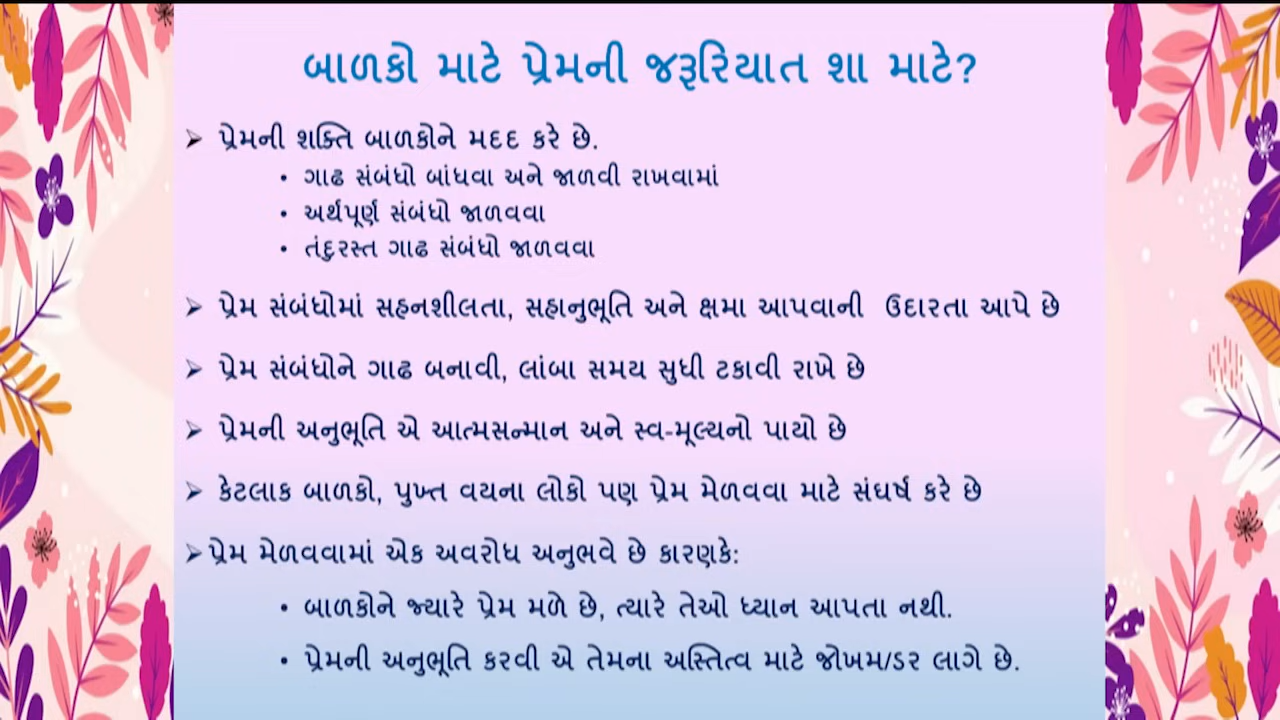 બાળકો માટે પ્રેમની જરૂરિયાત શા માટે?
➢ પ્રેમની શક્તિ બાળકોને મદદ કરે છે.
• ગાઢ સંબંધો બાંધવા અને જાળવી રાખવામાં
• અર્થપૂર્ણ સંબંધો જાળવવા
• તંદુરસ્ત ગાઢ સંબંધો જાળવવા
➢ પ્રેમ સંબંધોમાં સહનશીલતા, સહાનુભૂતિ અને ક્ષમા આપવાની ઉદારતા આપે છે
➢ પ્રેમ સંબંધોને ગાઢ બનાવી, લાંબા સમય સુધી ટકાવી રાખે છે
➢ પ્રેમની અનુભૂતિ એ આત્મસન્માન અને સ્વ-મૂલ્યનો પાયો છે
➢ કેટલાક બાળકો, પુખ્ત વયના લોકો પણ પ્રેમ મેળવવા માટે સંઘર્ષ કરે છે
➢ પ્રેમ મેળવવામાં એક અવરોધ અનુભવે છે કારણકે:
• બાળકોને જ્યારે પ્રેમ મળે છે, ત્યારે તેઓ ધ્યાન આપતા નથી.
• પ્રેમની અનુભૂતિ કરવી એ તેમના અસ્તિત્વ માટે જોખમ/ડર લાગે છે.